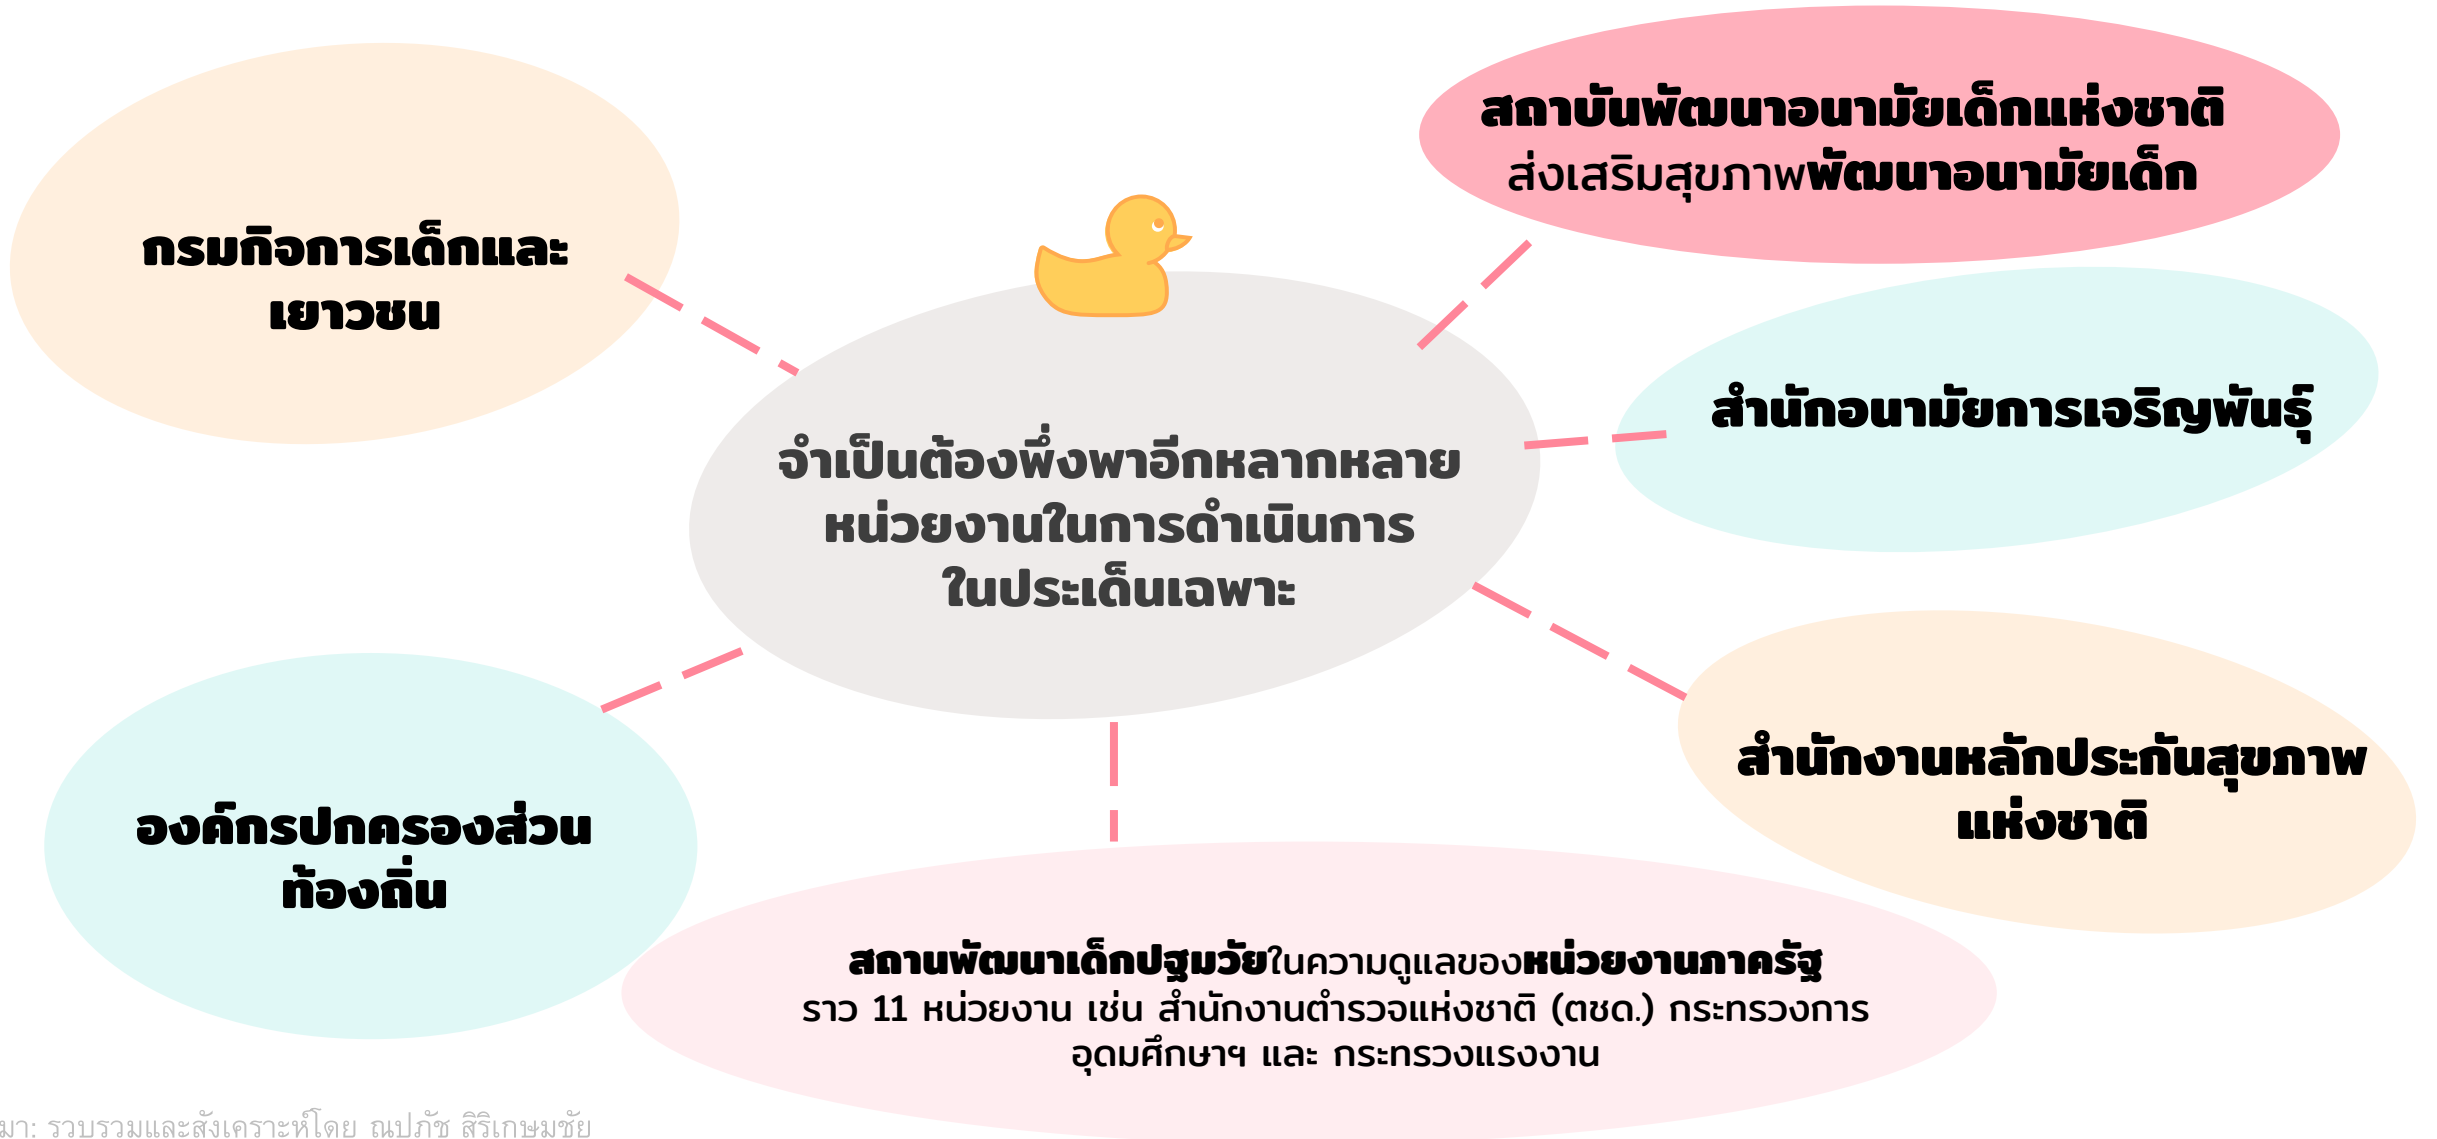 สถาบันพัฒนาอนามัยเด็กแห่งชาติ
ส่งเสริมสุขภาพพัฒนาอนามัยเด็ก
กรมกิจการเด็กและ
เยาวชน
สำนักอนามัยการเจริญพันธุ์
จำเป็นต้องพึ่งพาอีกหลากหลาย
หน่วยงานในการดำเนินการ
ในประเด็นเฉพาะ
สำนักงานหลักประกันสุขภาพ
แห่งชาติ
องค์กรปกครองส่วน
ท้องถิ่น
สถานพัฒนาเด็กปฐมวัยในความดูแลของหน่วยงานภาครัฐ
ราว 11 หน่วยงาน เช่น สำนักงานตำรวจแห่งชาติ (ตชด.) กระทรวงการ
อุดมศึกษาฯ และ กระทรวงแรงงาน
มา: รวบรวมและสังเคราะห์โดย ณปภัช สิริเกษมชัย